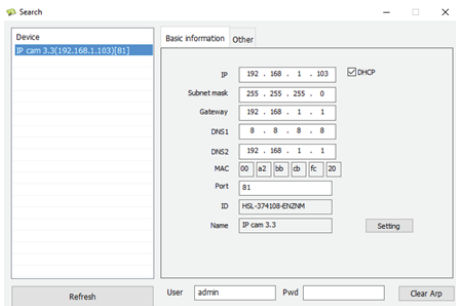 Search
Device
IP cam 3.3[192.168.1.103][81]
Basic information Other
IP 192 . 168 . 1 . 103 DHCP
Subnet mask 255 . 255 . 255 . 0
Gateway 192 . 168 . 1 . 1
DNS1 8 . 8 . 8 . 8
DNS2 192 . 168 . 1 . 1
MAC 00 a2 bb cb fc 20
Port 81
ID HSL-374108-ENZNM
Name IP cam 3.3 Setting
Refresh User admin Pwd Clear Arp